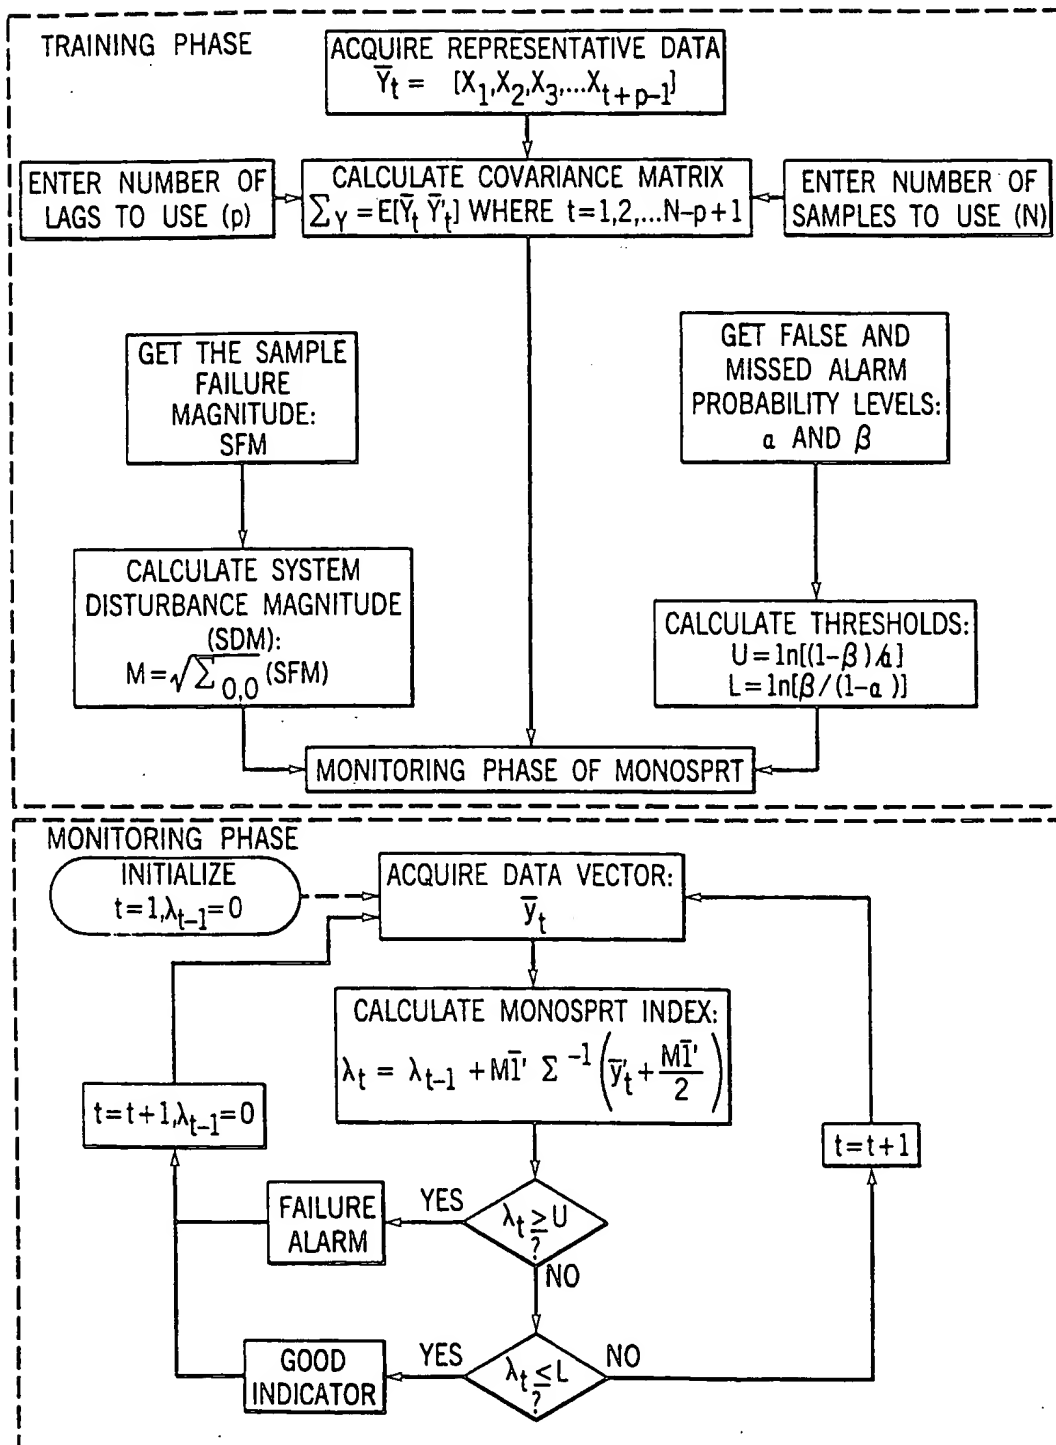 TRAINING PHASE
ACQUIRE REPRESENTATIVE DATA
Y̅t = [X1,X2,X3,...Xt+p-1]
ENTER NUMBER OF
LAGS TO USE (p)
CALCULATE COVARIANCE MATRIX
ΣY =E[Y̅t Y̅'t] WHERE t=1,2,...N-p+1
ENTER NUMBER OF
SAMPLES TO USE (N)
GET THE SAMPLE
FAILURE
MAGNITUDE:
SFM
GET FALSE AND
MISSED ALARM
PROBABILITY LEVELS:
α AND β
CALCULATE SYSTEM
DISTURBANCE MAGNITUDE
(SDM):
M=√Σ0,0 (SFM)
CALCULATE THRESHOLDS:
U=ln[(1-β)/α]
L=ln[β/(1-α)]
MONITORING PHASE OF MONOSPRT
MONITORING PHASE
INITIALIZE
t=1,λt-1=0
ACQUIRE DATA VECTOR:
y̅t
CALCULATE MONOSPRT INDEX:
λt = λt-1 +M1̅' Σ-1(y̅'t+M1̅'/2)
t=t+1,λt-1=0
t=t+1
FAILURE
ALARM
YES
λt≥U
?
NO
GOOD
INDICATOR
YES
λt≤L
?
NO